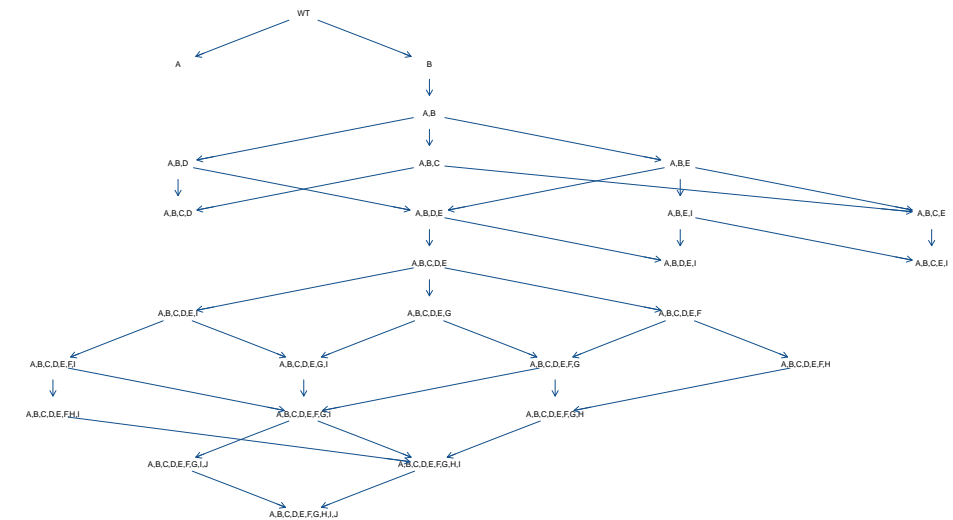 WT
A
B
A,B
A,B,D
A,B,C
A,B,E
A,B,C,D
A,B,D,E
A,B,E,I
A,B,C,E
A,B,C,D,E
A,B,D,E,I
A,B,C,E,I
A,B,C,D,E,I
A,B,C,D,E,G
A,B,C,D,E,F
A,B,C,D,E,F,I
A,B,C,D,E,G,I
A,B,C,D,E,F,G
A,B,C,D,E,F,H
A,B,C,D,E,F,H,I
A,B,C,D,E,F,G,I
A,B,C,D,E,F,G,H
A,B,C,D,E,F,G,I,J
A,B,C,D,E,F,G,H,I
A,B,C,D,E,F,G,H,I,J